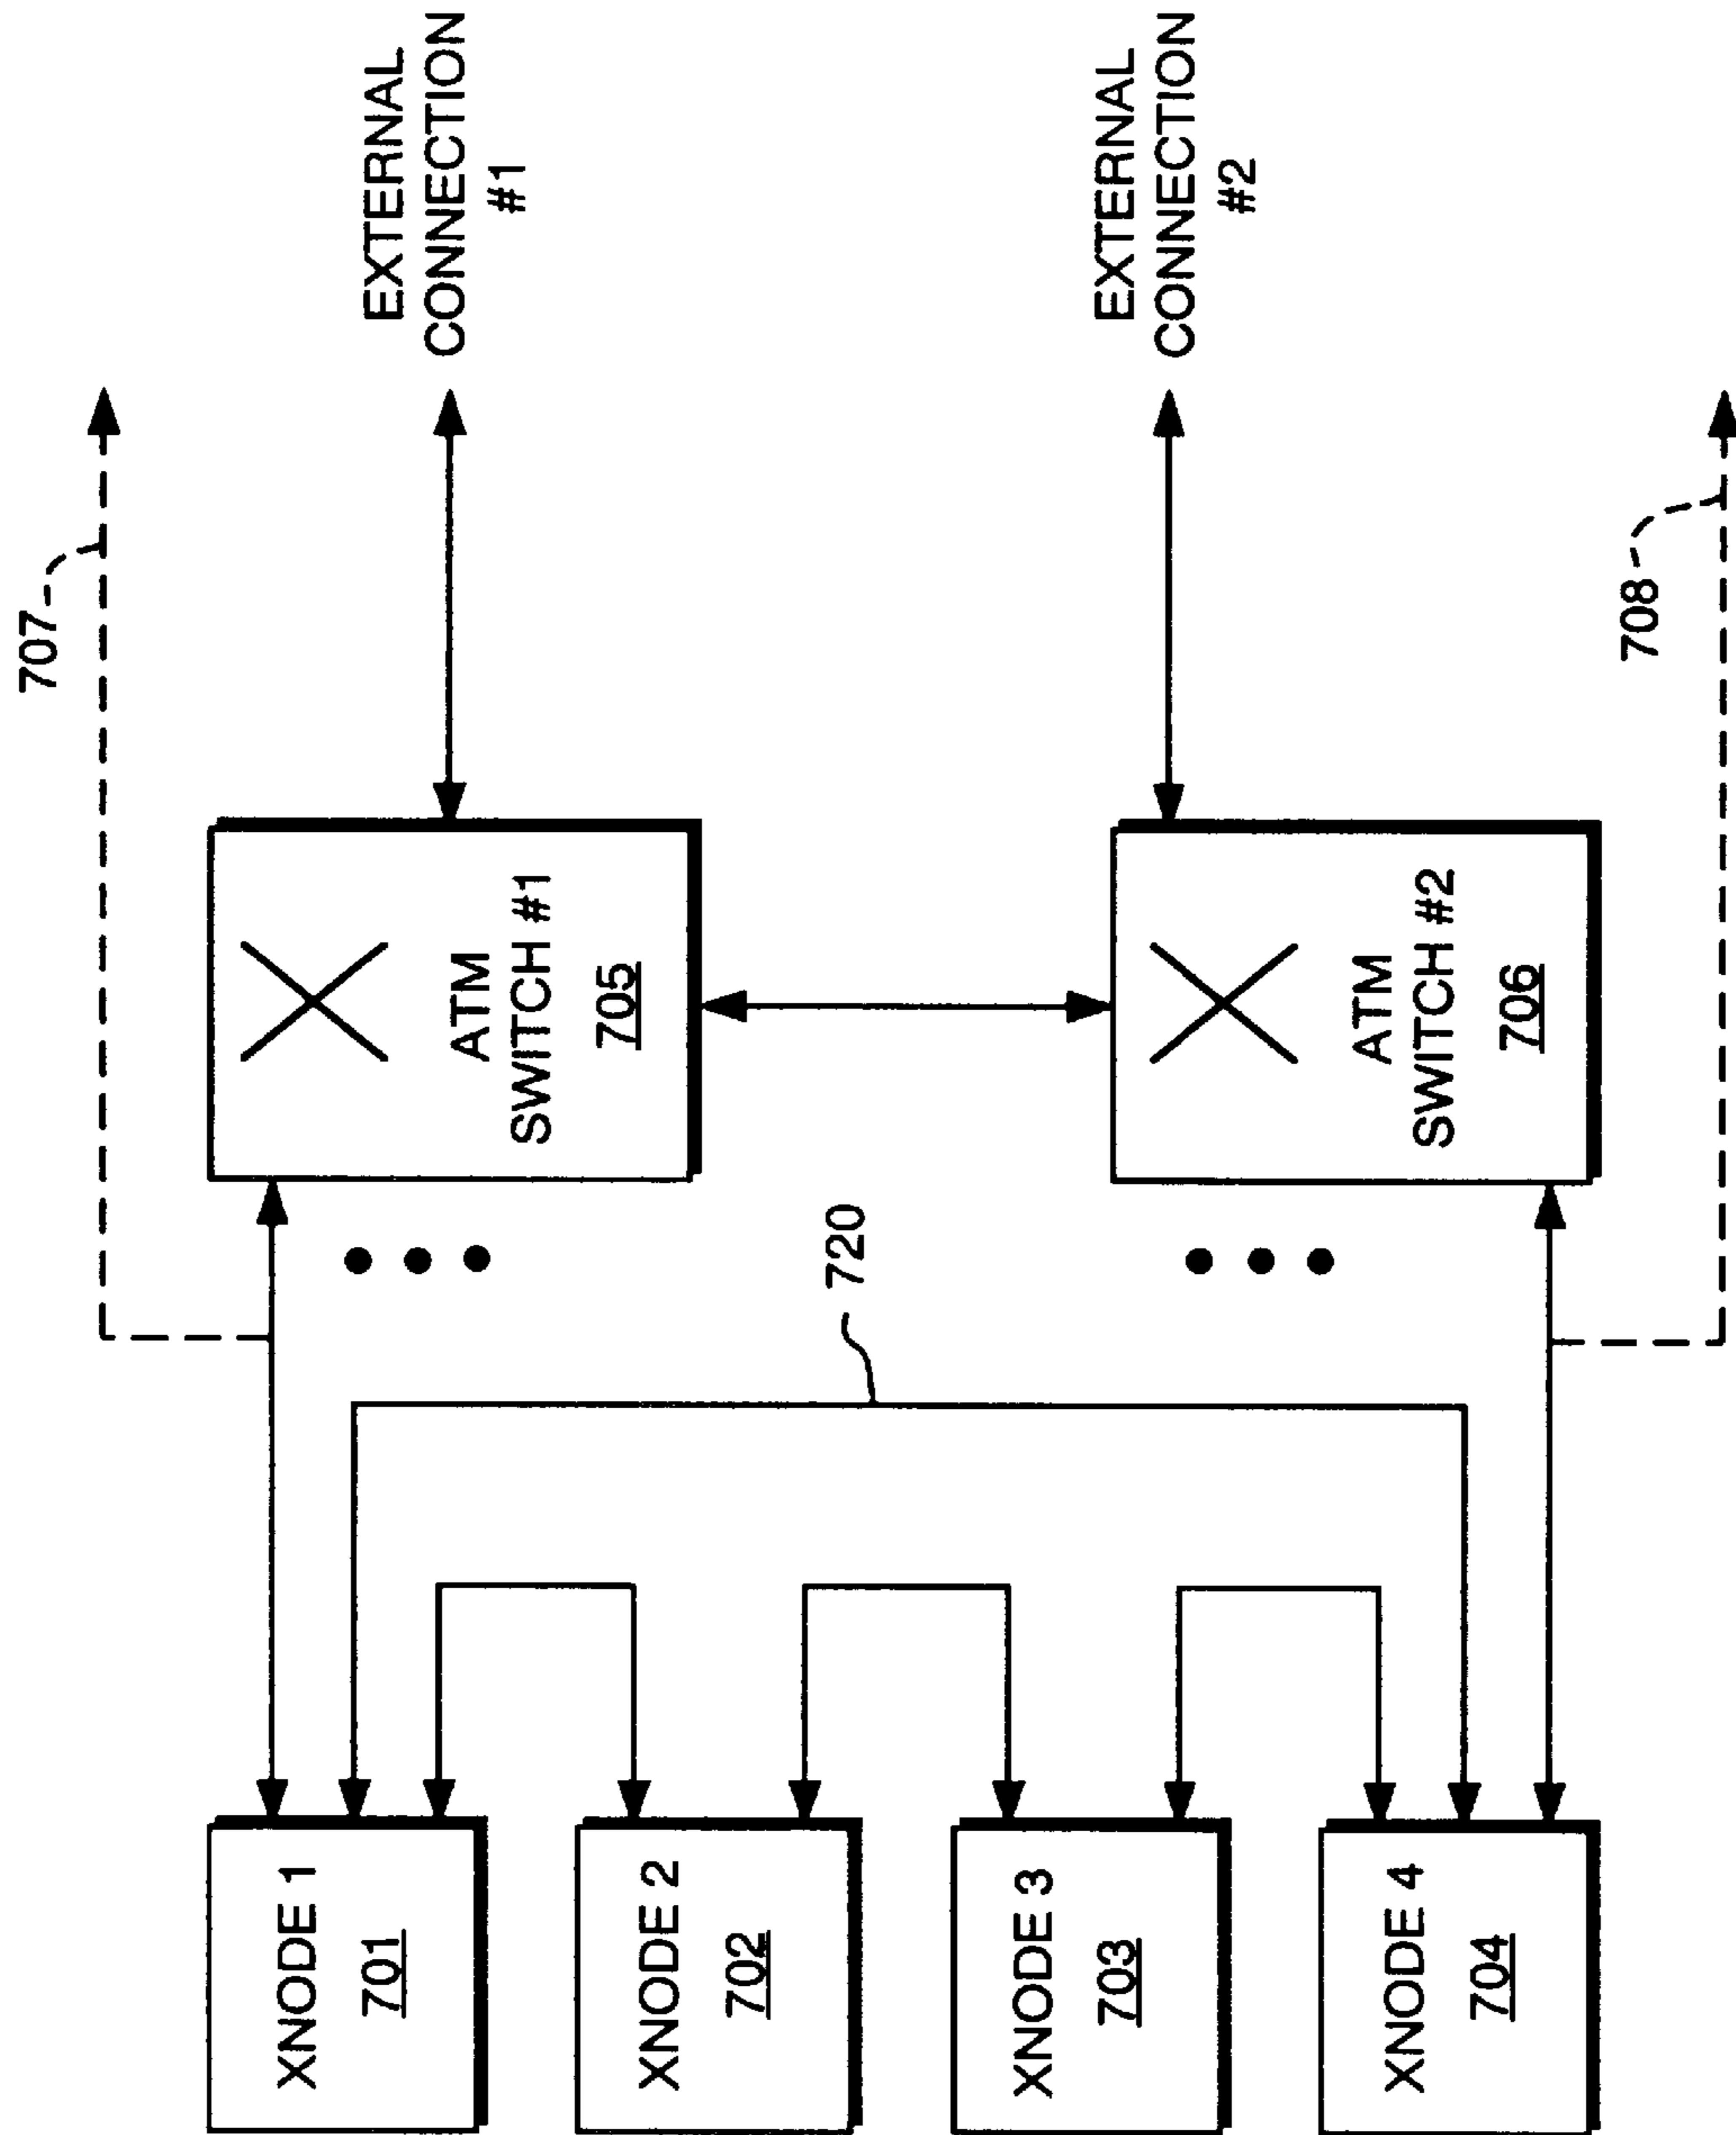 707
EXTERNAL
CONNECTION
#1
ATM
SWITCH #1
705
720
XNODE 1
701
XNODE 2
702
XNODE 3
703
XNODE 4
704
EXTERNAL
CONNECTION
#2
ATM
SWITCH #2
706
708